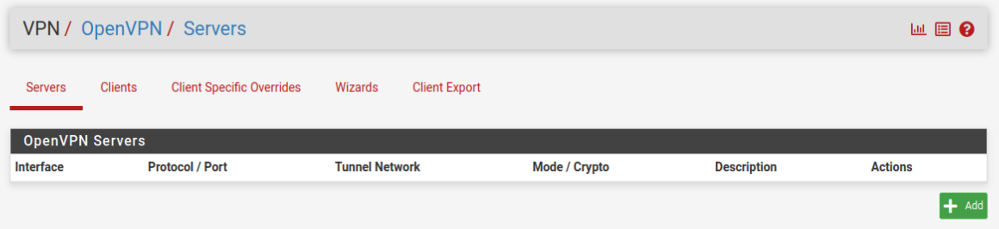 VPN / OpenVPN / Servers
Servers Clients Client Specific Overrides Wizards Client Export
OpenVPN Servers
Interface Protocol / Port Tunnel Network Mode / Crypto Description Actions
Add